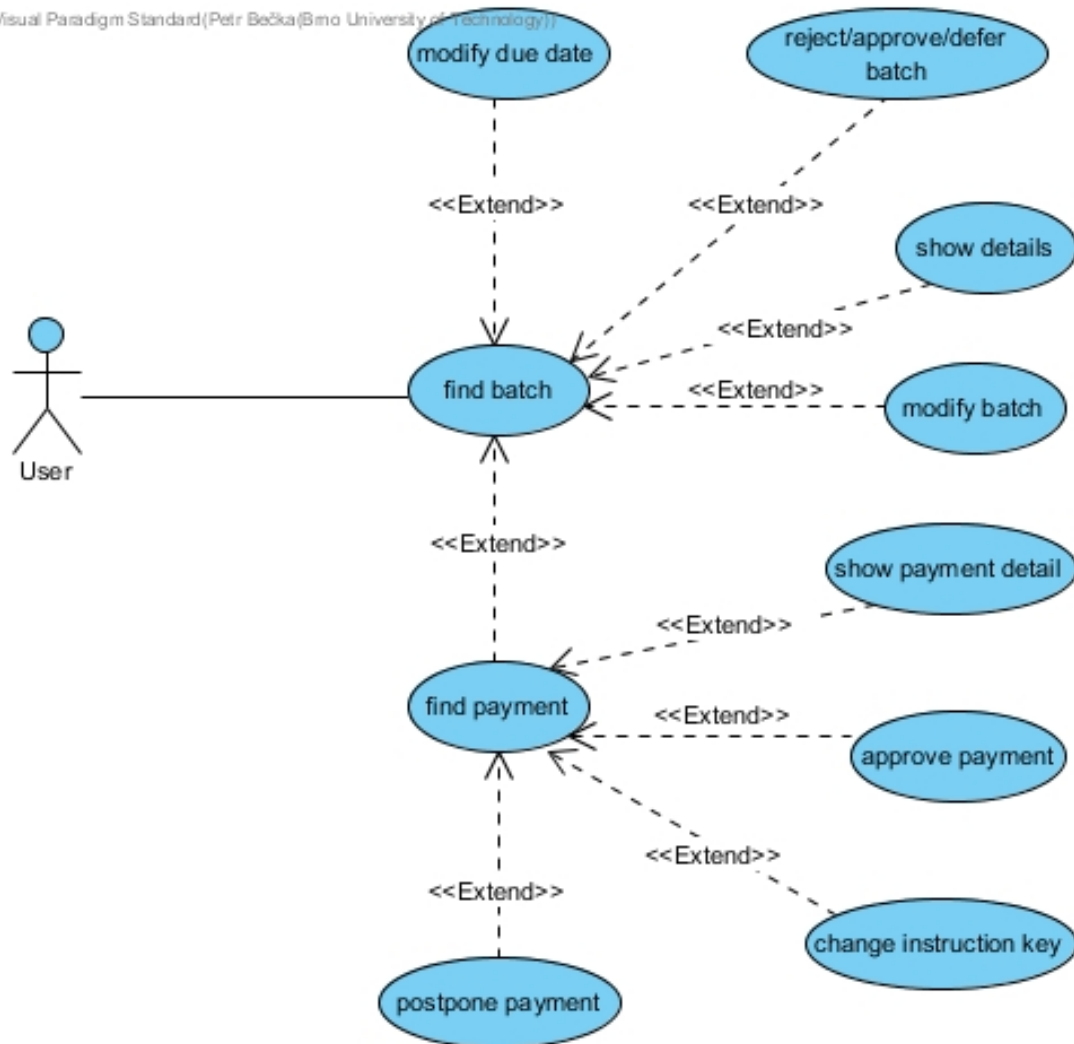 Visual Paradigm Standard(Petr Bečka(Brno University of Technology))
modify due date
reject/approve/defer
batch
<<Extend>>
<<Extend>>
show details
<<Extend>>
find batch
<<Extend>>
modify batch
User
<<Extend>>
show payment detail
<<Extend>>
find payment
<<Extend>>
approve payment
<<Extend>>
<<Extend>>
change instruction key
postpone payment